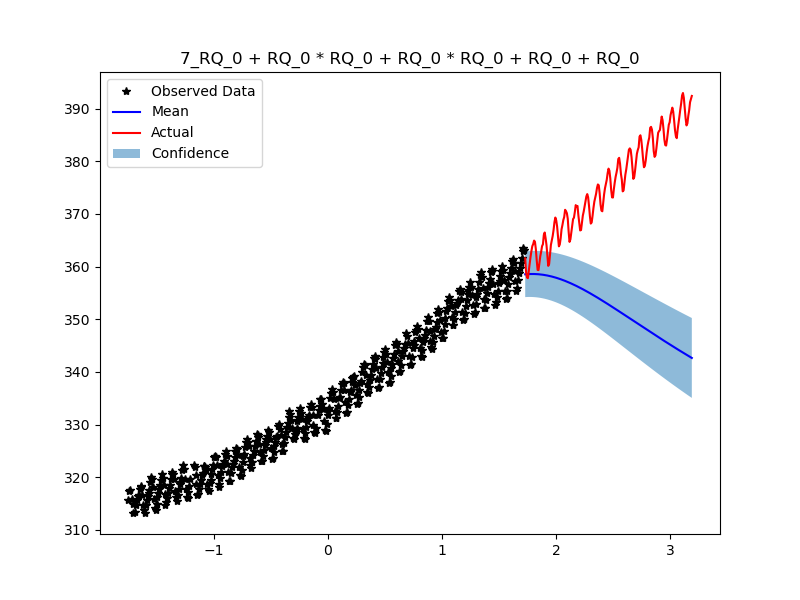 7_RQ_0 + RQ_0 * RQ_0 + RQ_0 * RQ_0 + RQ_0 + RQ_0
Observed Data
Mean
Actual
Confidence
390
380
370
360
350
340
330
320
310
−1
0
1
2
3